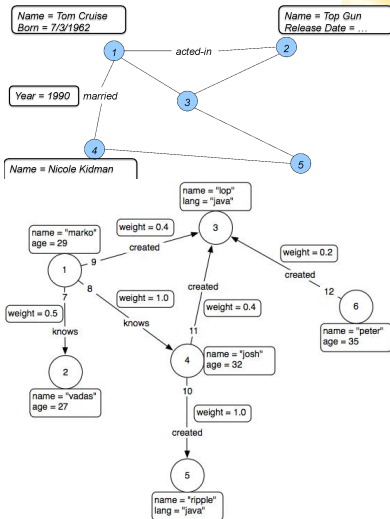 Name = Tom Cruise
Born = 7/3/1962
Name = Top Gun
Release Date = ...
1
acted-in
2
Year = 1990
married
3
4
5
Name = Nicole Kidman
name = "lop"
lang = "java"
name = "marko"
age = 29
weight = 0.4
3
created
weight = 0.2
1
9
created
7
8
weight = 1.0
created
12
6
weight = 0.5
knows
weight = 0.4
knows
11
name = "peter"
age = 35
2
4
name = "josh"
age = 32
name = "vadas"
age = 27
10
weight = 1.0
created
5
name = "ripple"
lang = "java"